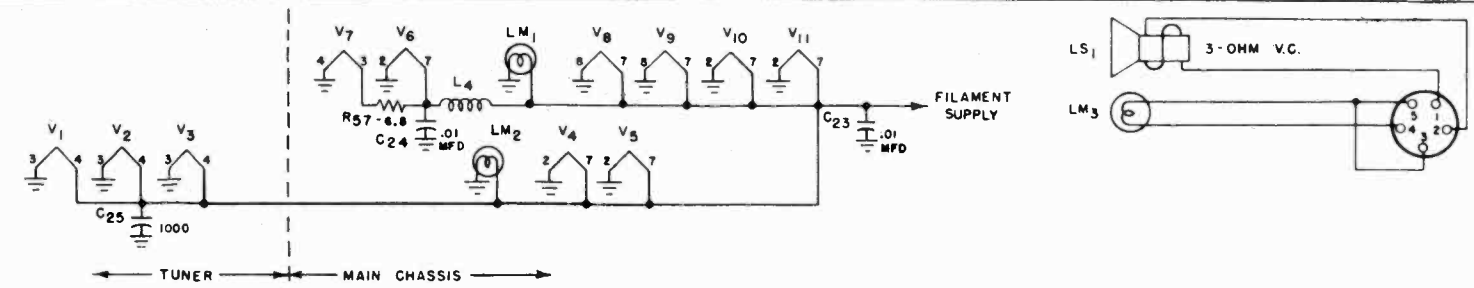 V7 V6 LM1 V8 V9 V10 V11
4 3 2 7 6 7 8 7 2 7 2 7
L4
R57-6.8
C24 .01 MFD
C23 .01 MFD
FILAMENT SUPPLY
V1 V2 V3 LM2 V4 V5
3 4 3 4 3 4 2 7 2 7
C25 1000
TUNER MAIN CHASSIS
LS1 3-OHM V.C.
LM3
5 1
4 2
3